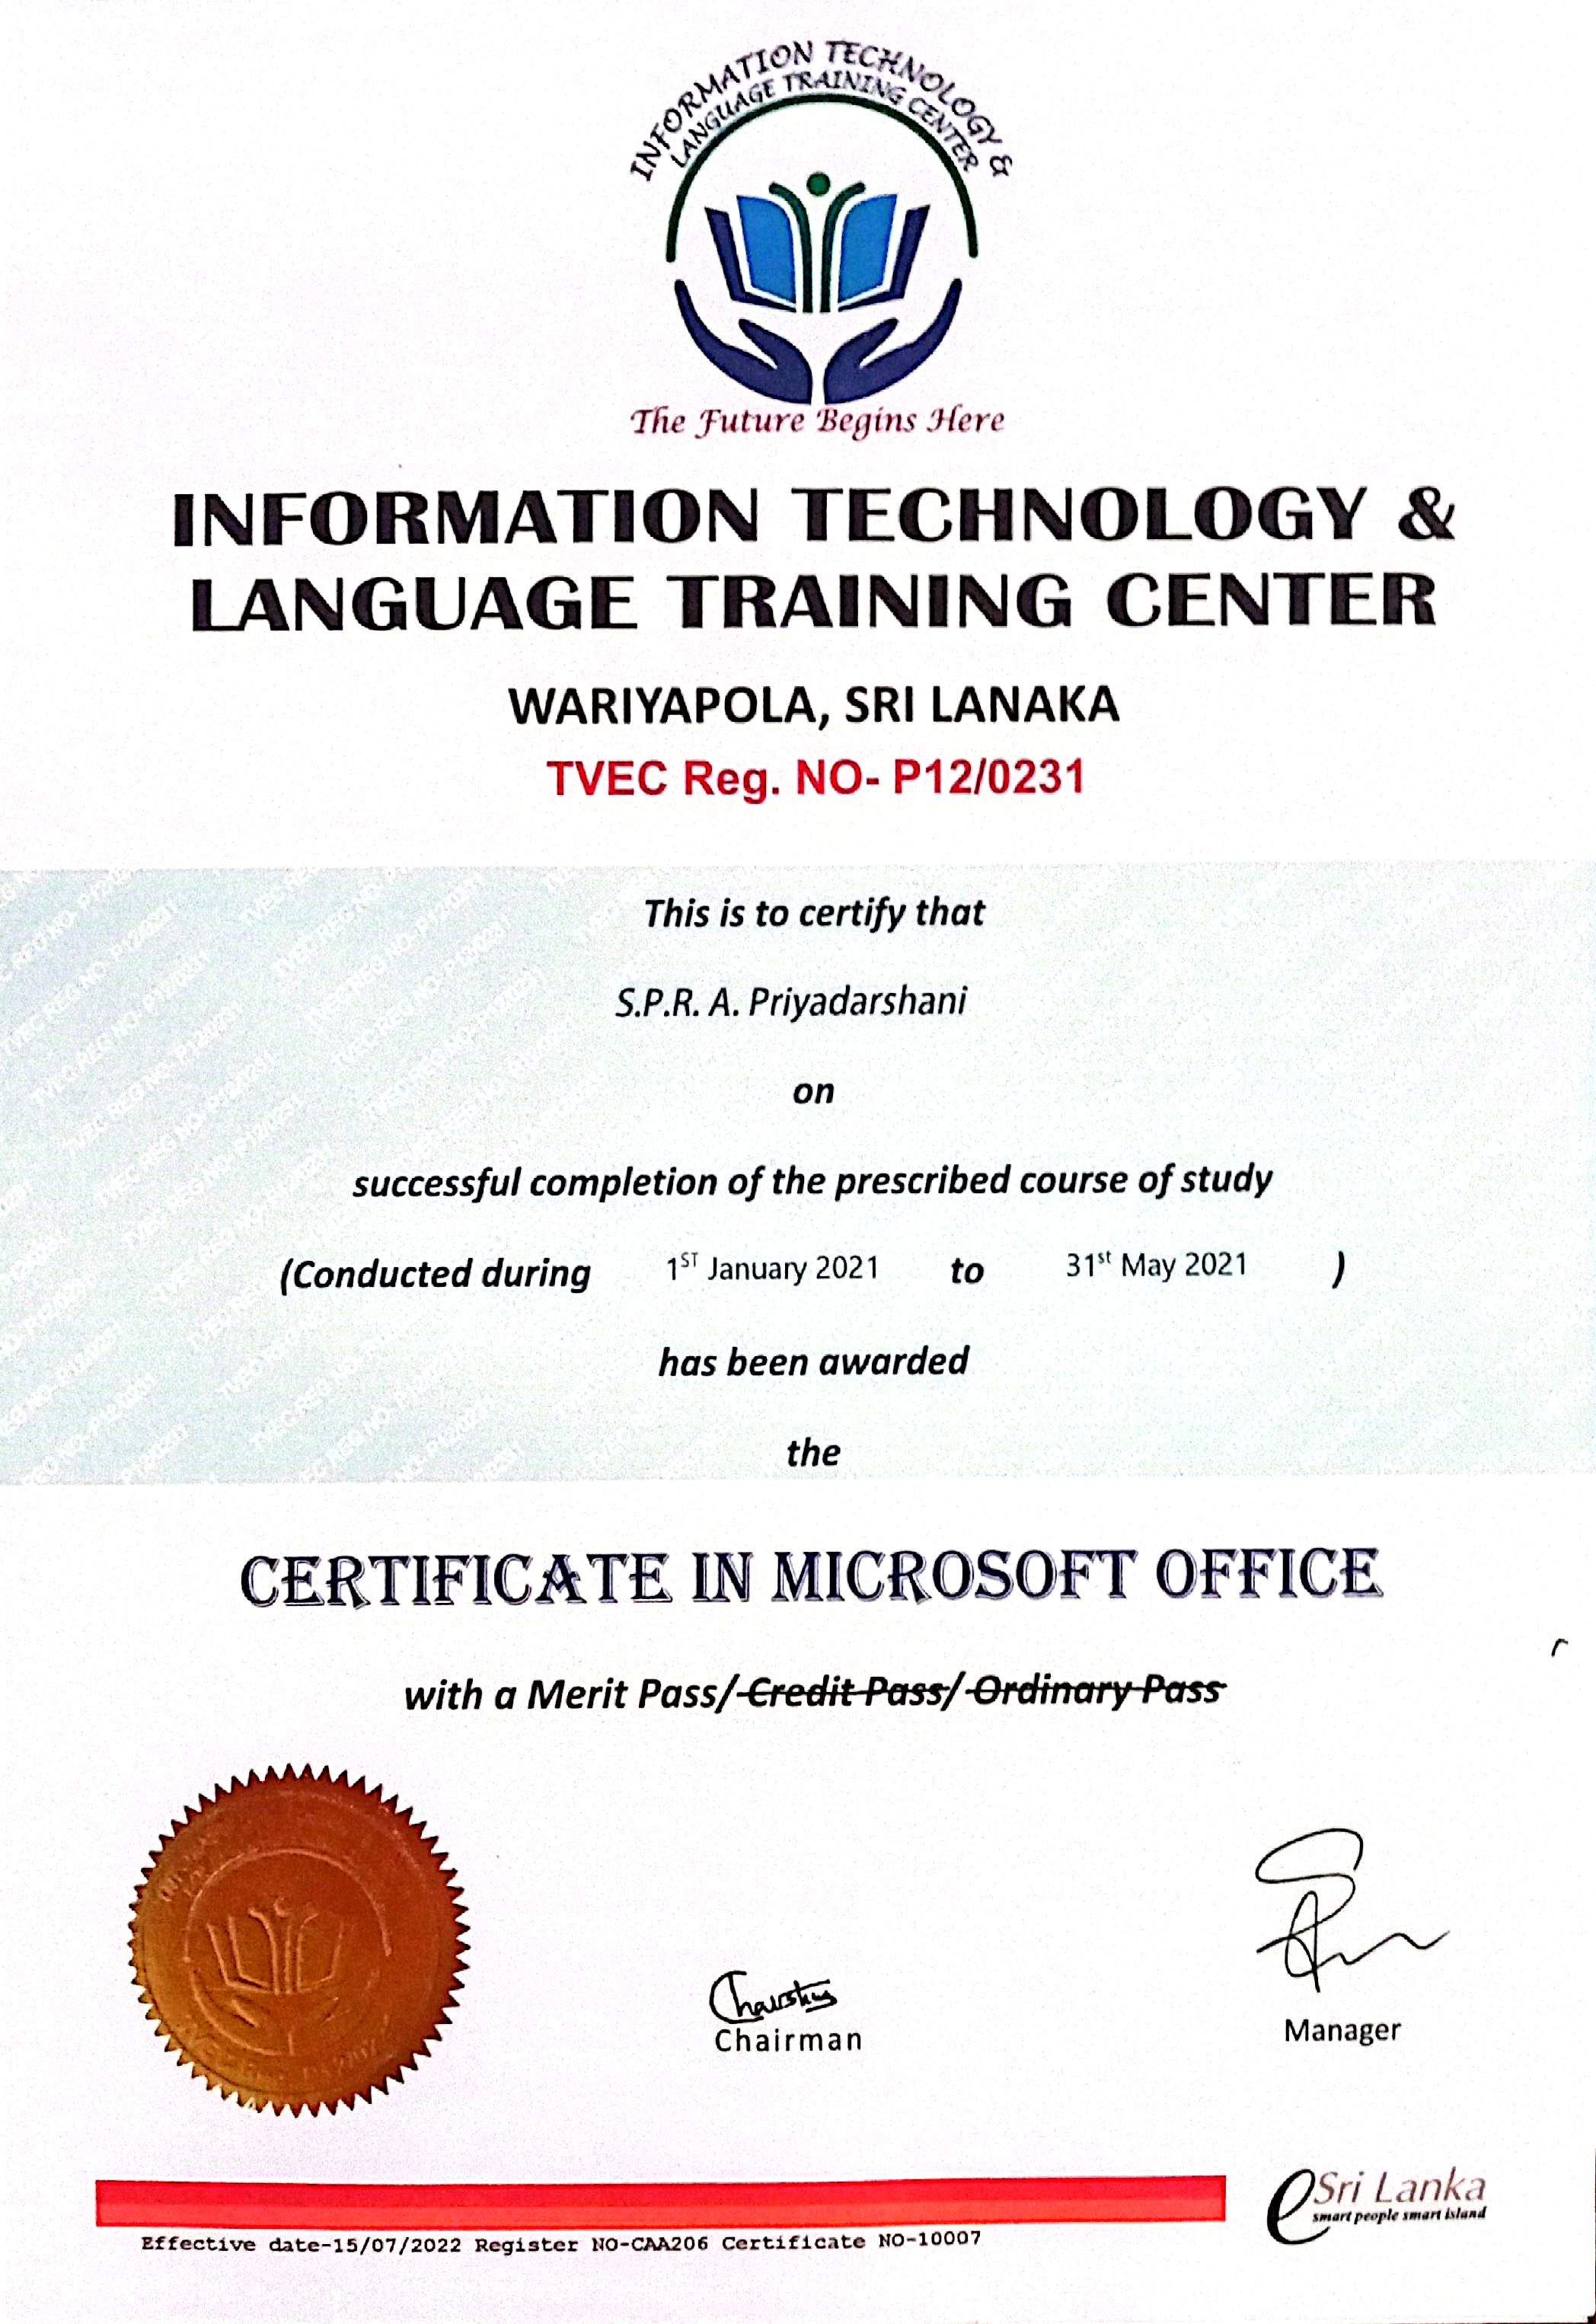 INFORMATION TECHNOLOGY &
LANGUAGE TRAINING CENTER
The Future Begins Here
INFORMATION TECHNOLOGY &
LANGUAGE TRAINING CENTER
WARIYAPOLA, SRI LANAKA
TVEC Reg. NO- P12/0231
This is to certify that
S.P.R. A. Priyadarshani
on
successful completion of the prescribed course of study
(Conducted during 1ST January 2021 to 31st May 2021 )
has been awarded
the
CERTIFICATE IN MICROSOFT OFFICE
with a Merit Pass/ Credit Pass/ Ordinary Pass
Chairman
Manager
eSri Lanka
smart people smart island
Effective date-15/07/2022 Register NO-CAA206 Certificate NO-10007